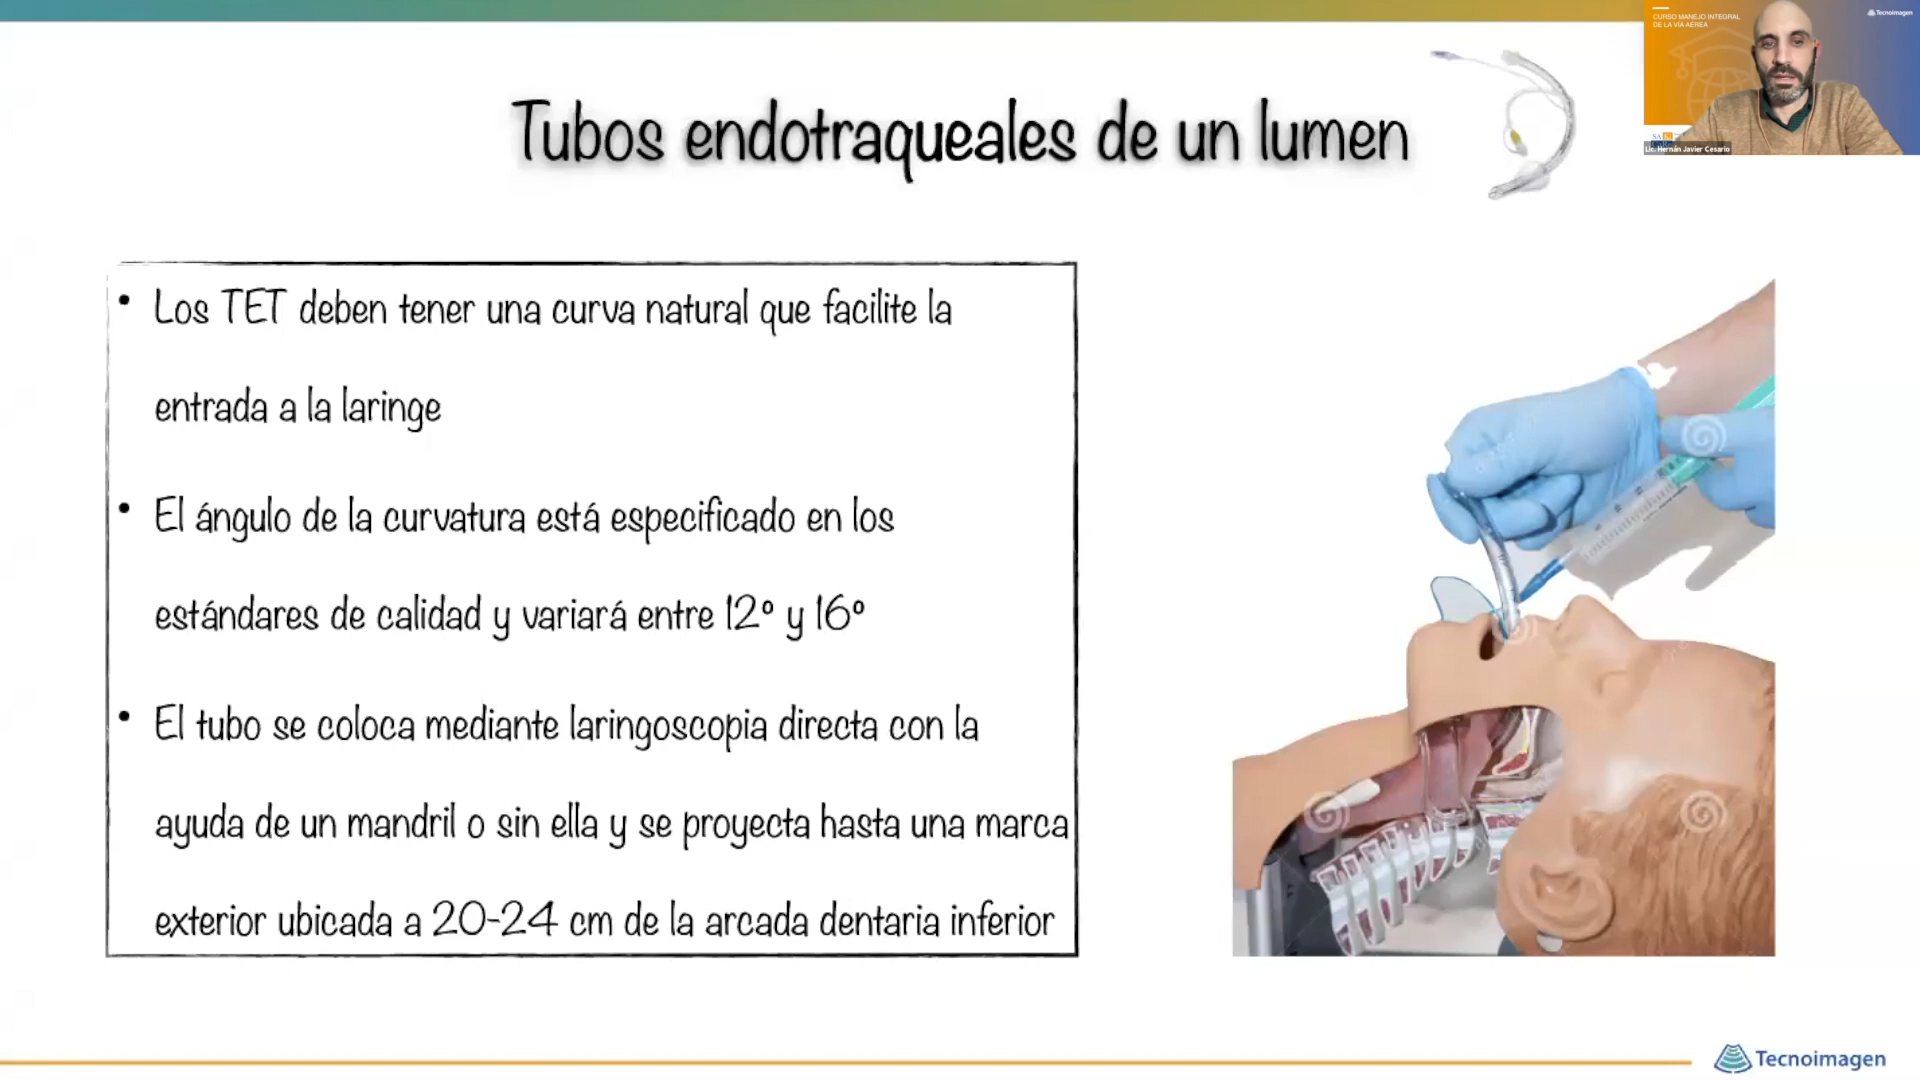 CURSO MANEJO INTEGRAL
DE LA VÍA AÉREA
Tecnoimagen
Lic. Hernán Javier Cesario
Tubos endotraqueales de un lumen
• Los TET deben tener una curva natural que facilite la
entrada a la laringe
• El ángulo de la curvatura está especificado en los
estándares de calidad y variará entre 12º y 16º
• El tubo se coloca mediante laringoscopia directa con la
ayuda de un mandril o sin ella y se proyecta hasta una marca
exterior ubicada a 20-24 cm de la arcada dentaria inferior
Tecnoimagen